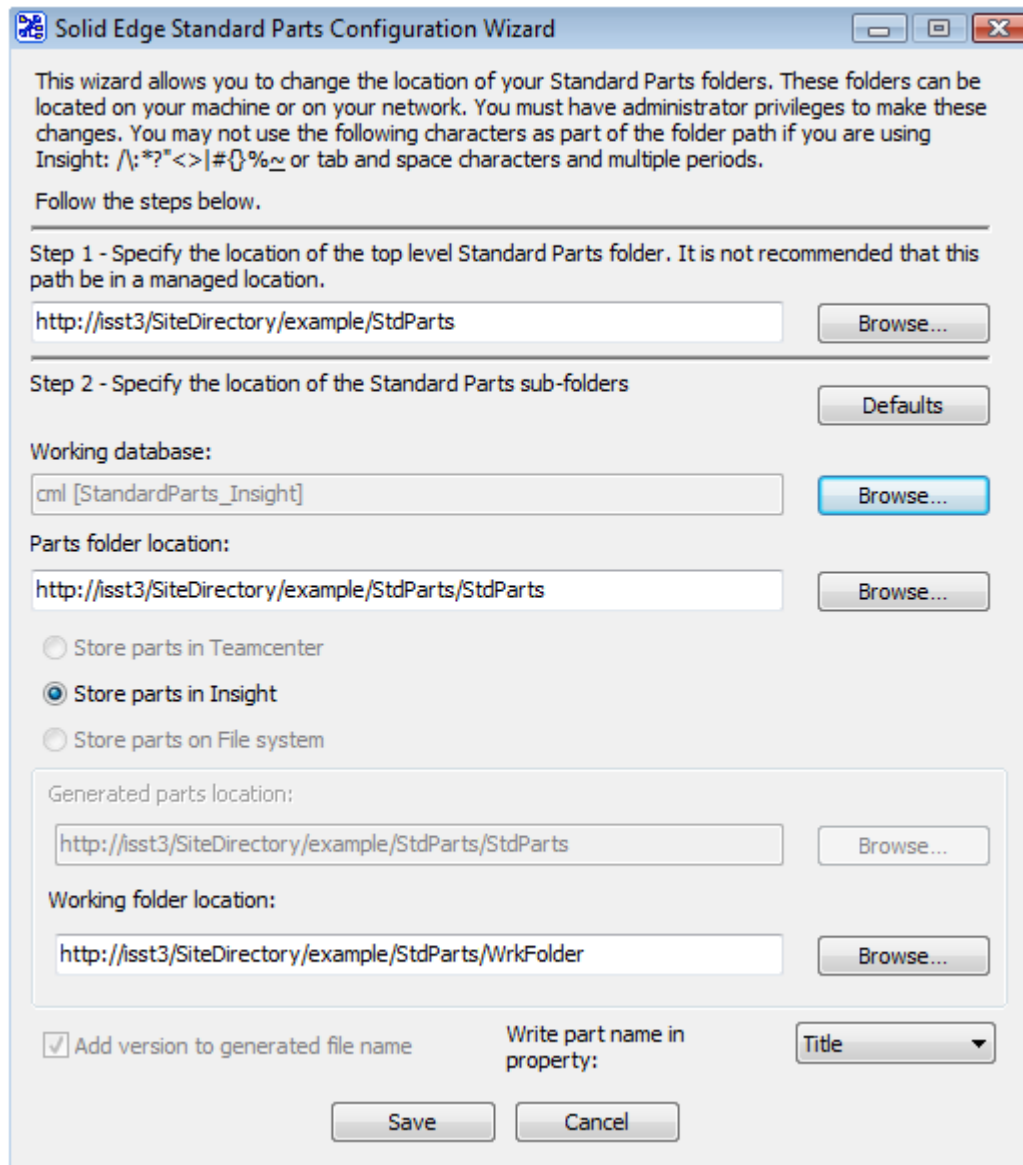 Solid Edge Standard Parts Configuration Wizard
This wizard allows you to change the location of your Standard Parts folders. These folders can be
located on your machine or on your network. You must have administrator privileges to make these
changes. You may not use the following characters as part of the folder path if you are using
Insight: /\:*?"<>|#{}%~ or tab and space characters and multiple periods.
Follow the steps below.
Step 1 - Specify the location of the top level Standard Parts folder. It is not recommended that this
path be in a managed location.
http://isst3/SiteDirectory/example/StdParts
Browse...
Step 2 - Specify the location of the Standard Parts sub-folders
Defaults
Working database:
cml [StandardParts_Insight]
Browse...
Parts folder location:
http://isst3/SiteDirectory/example/StdParts/StdParts
Browse...
Store parts in Teamcenter
Store parts in Insight
Store parts on File system
Generated parts location:
http://isst3/SiteDirectory/example/StdParts/StdParts
Browse...
Working folder location:
http://isst3/SiteDirectory/example/StdParts/WrkFolder
Browse...
Add version to generated file name
Write part name in
property:
Title
Save
Cancel